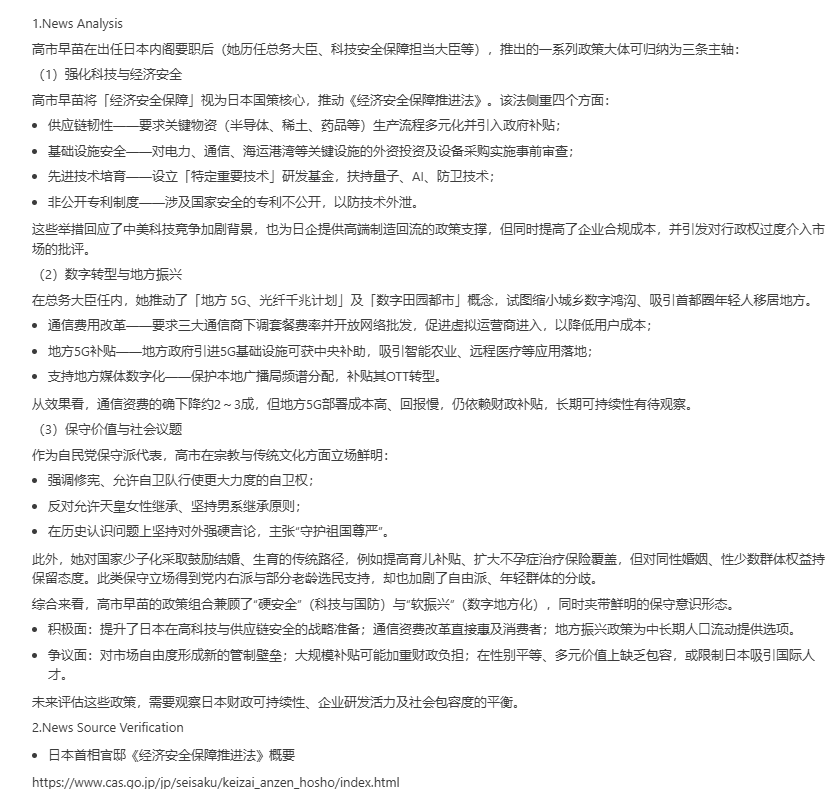 1.News Analysis
高市早苗在出任日本内阁要职后（她历任总务大臣、科技安全保障担当大臣等），推出的一系列政策大体可归纳为三条主轴：
（1）强化科技与经济安全
高市早苗将「经济安全保障」视为日本国策核心，推动《经济安全保障推进法》。该法侧重四个方面：
• 供应链韧性——要求关键物资（半导体、稀土、药品等）生产流程多元化并引入政府补贴；
• 基础设施安全——对电力、通信、海运港湾等关键设施的外资投资及设备采购实施事前审查；
• 先进技术培育——设立「特定重要技术」研发基金，扶持量子、AI、防卫技术；
• 非公开专利制度——涉及国家安全的专利不公开，以防技术外泄。
这些举措回应了中美科技竞争加剧背景，也为日企提供高端制造回流的政策支撑，但同时提高了企业合规成本，并引发对行政权过度介入市
场的批评。
（2）数字转型与地方振兴
在总务大臣任内，她推动了「地方 5G、光纤千兆计划」及「数字田园都市」概念，试图缩小城乡数字鸿沟、吸引首都圈年轻人移居地方。
• 通信费用改革——要求三大通信商下调套餐费率并开放网络批发，促进虚拟运营商进入，以降低用户成本；
• 地方5G补贴——地方政府引进5G基础设施可获中央补助，吸引智能农业、远程医疗等应用落地；
• 支持地方媒体数字化——保护本地广播局频谱分配，补贴其OTT转型。
从效果看，通信资费的确下降约2～3成，但地方5G部署成本高、回报慢，仍依赖财政补贴，长期可持续性有待观察。
（3）保守价值与社会议题
作为自民党保守派代表，高市在宗教与传统文化方面立场鲜明：
• 强调修宪、允许自卫队行使更大力度的自卫权；
• 反对允许天皇女性继承、坚持男系继承原则；
• 在历史认识问题上坚持对外强硬言论，主张“守护祖国尊严”。
此外，她对国家少子化采取鼓励结婚、生育的传统路径，例如提高育儿补贴、扩大不孕症治疗保险覆盖，但对同性婚姻、性少数群体权益持
保留态度。此类保守立场得到党内右派与部分老龄选民支持，却也加剧了自由派、年轻群体的分歧。
综合来看，高市早苗的政策组合兼顾了“硬安全”（科技与国防）与“软振兴”（数字地方化），同时夹带鲜明的保守意识形态。
• 积极面：提升了日本在高科技与供应链安全的战略准备；通信资费改革直接惠及消费者；地方振兴政策为中长期人口流动提供选项。
• 争议面：对市场自由度形成新的管制壁垒；大规模补贴可能加重财政负担；在性别平等、多元价值上缺乏包容，或限制日本吸引国际人
才。
未来评估这些政策，需要观察日本财政可持续性、企业研发活力及社会包容度的平衡。
2.News Source Verification
• 日本首相官邸《经济安全保障推进法》概要
https://www.cas.go.jp/jp/seisaku/keizai_anzen_hosho/index.html